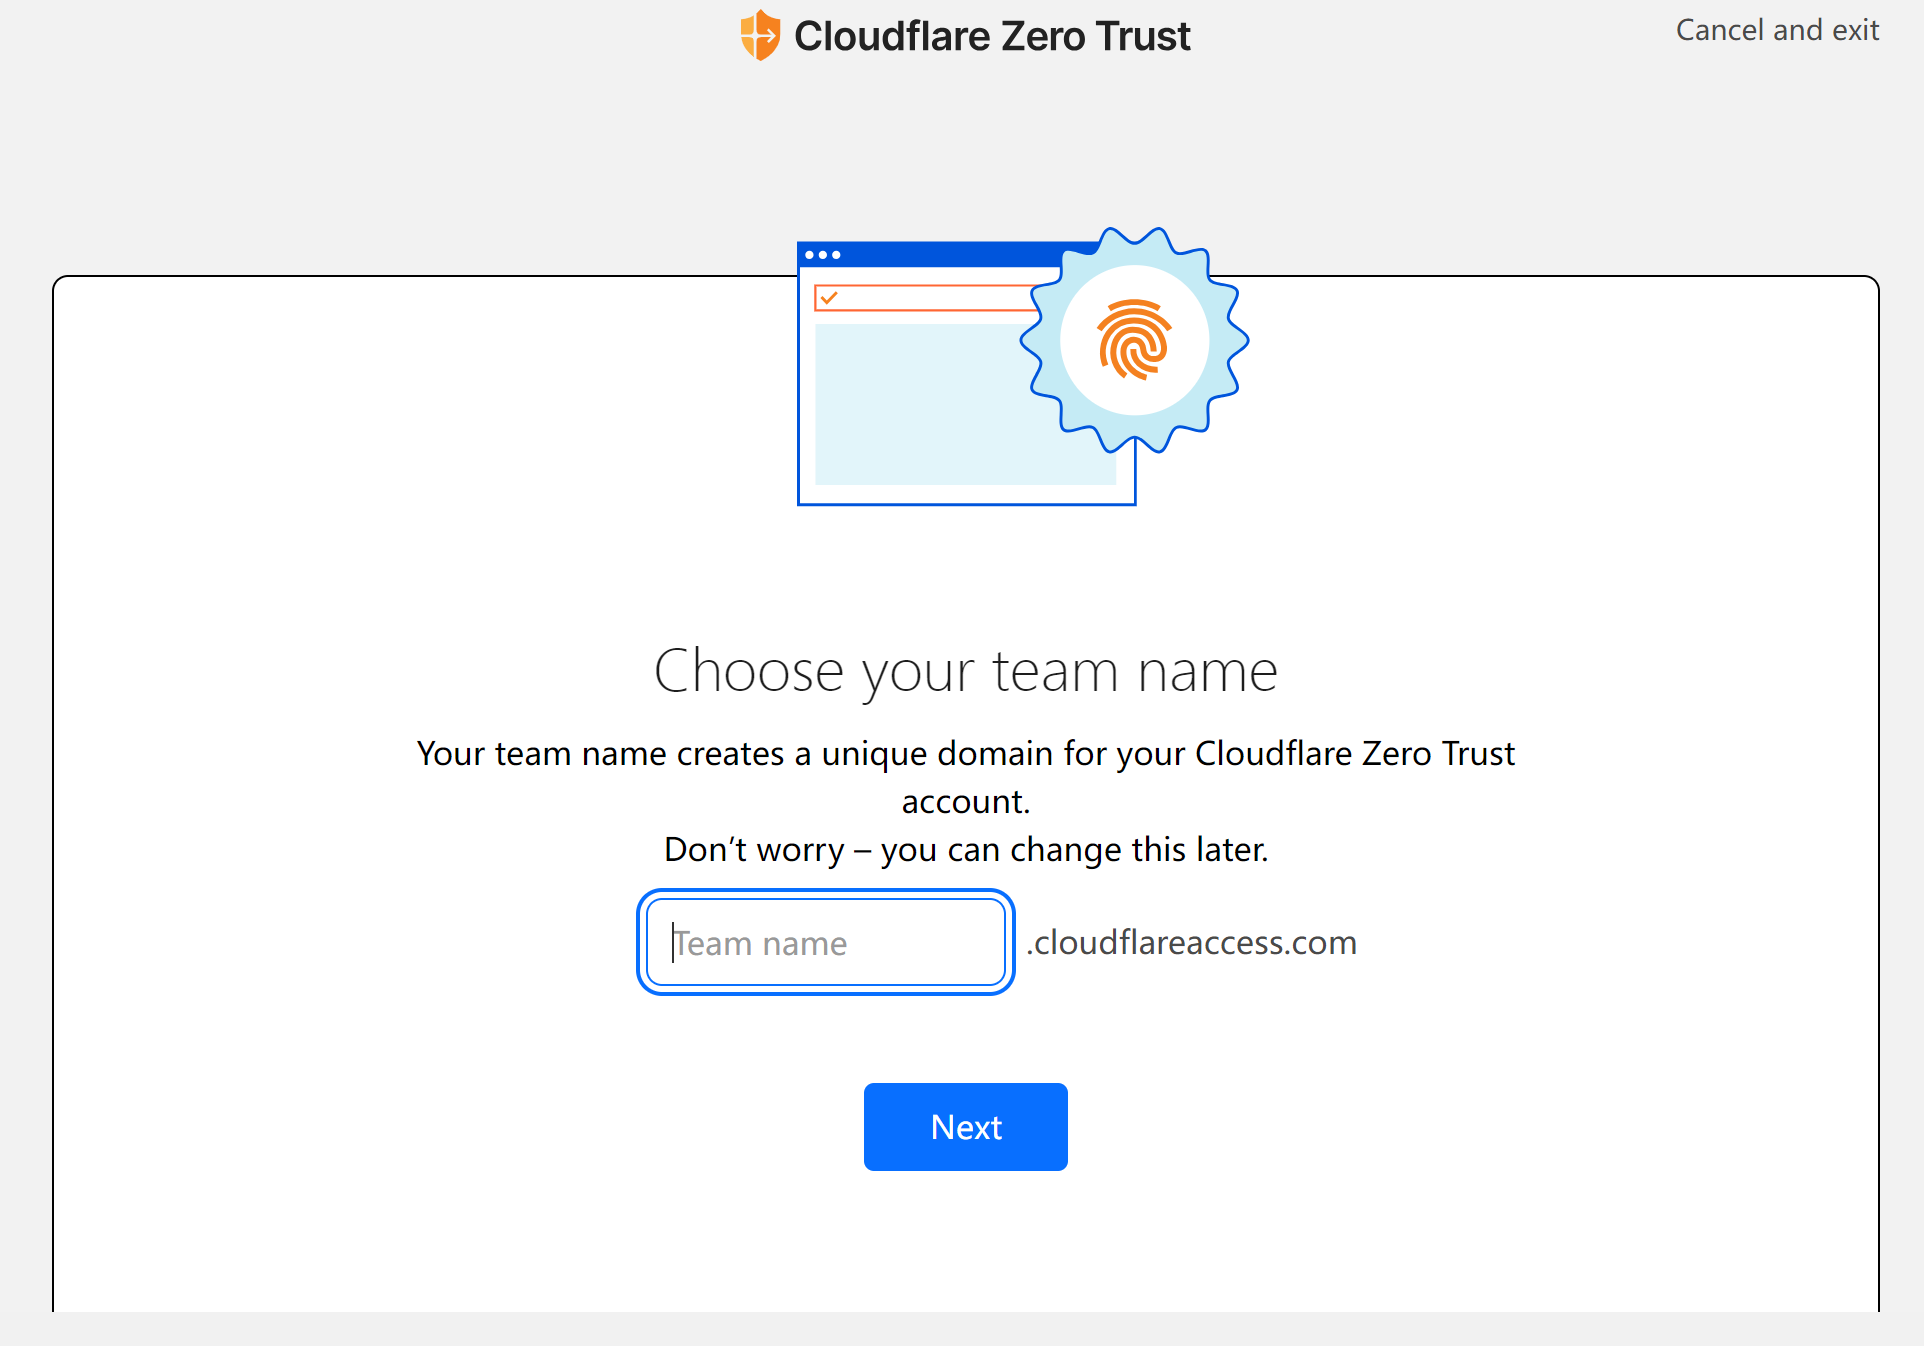 Cloudflare Zero Trust
Cancel and exit
Choose your team name
Your team name creates a unique domain for your Cloudflare Zero Trust
account.
Don’t worry – you can change this later.
Team name
.cloudflareaccess.com
Next